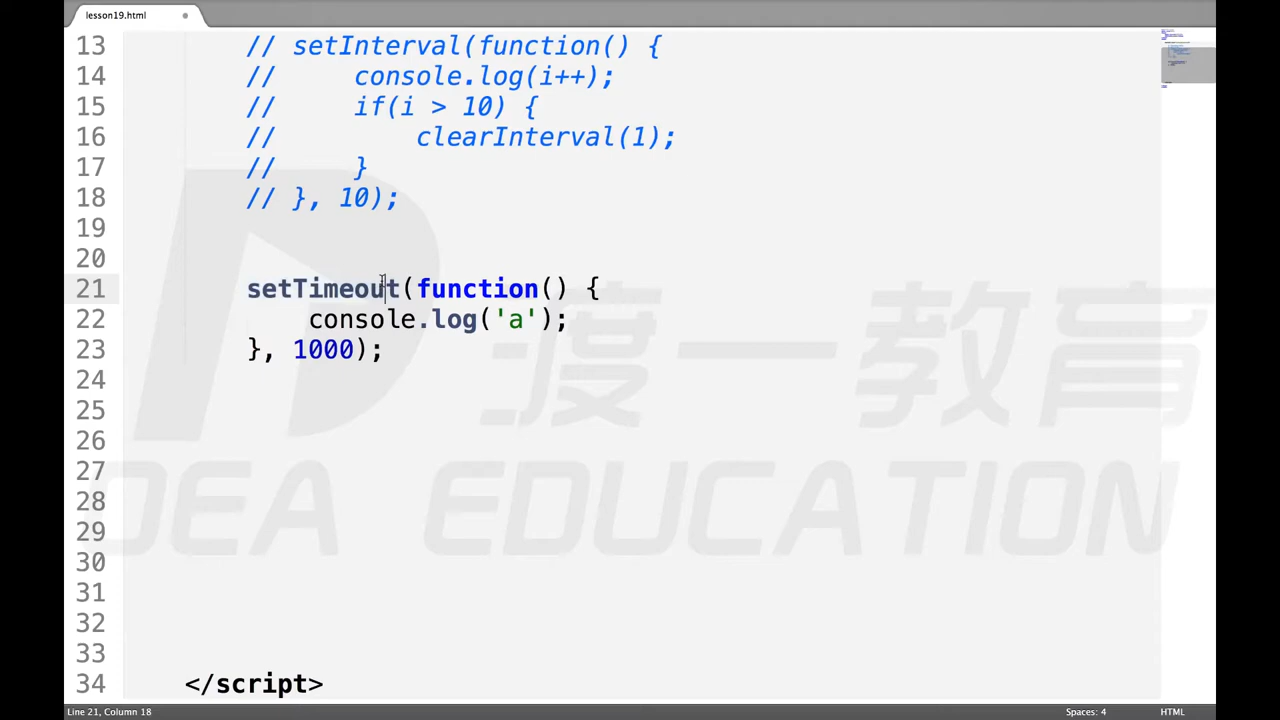 lesson19.html
13 // setInterval(function() {
14 //     console.log(i++);
15 //     if(i > 10) {
16 //         clearInterval(1);
17 //     }
18 // }, 10);
19
20
21 setTimeout(function() {
22     console.log('a');
23 }, 1000);
24
25
26
27
28
29
30
31
32
33
34 </script>
渡一教育
DEA EDUCATION
Line 21, Column 18 Spaces: 4 HTML